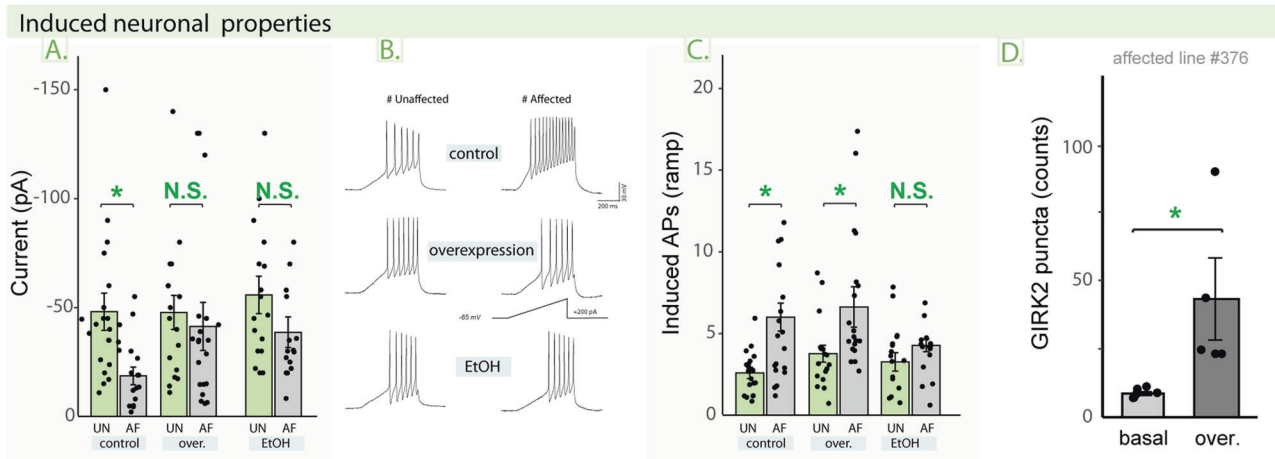 Induced neuronal properties
A.
Current (pA)
-150
-100
-50
0
*
N.S.
N.S.
UN AF UN AF UN AF
control over. EtOH
B.
# Unaffected # Affected
control
30 mV
200 ms
overexpression
-65 mV
+200 pA
EtOH
C.
Induced APs (ramp)
20
15
10
5
0
*
*
N.S.
UN AF UN AF UN AF
control over. EtOH
D.
affected line #376
GIRK2 puncta (counts)
100
50
0
*
basal over.